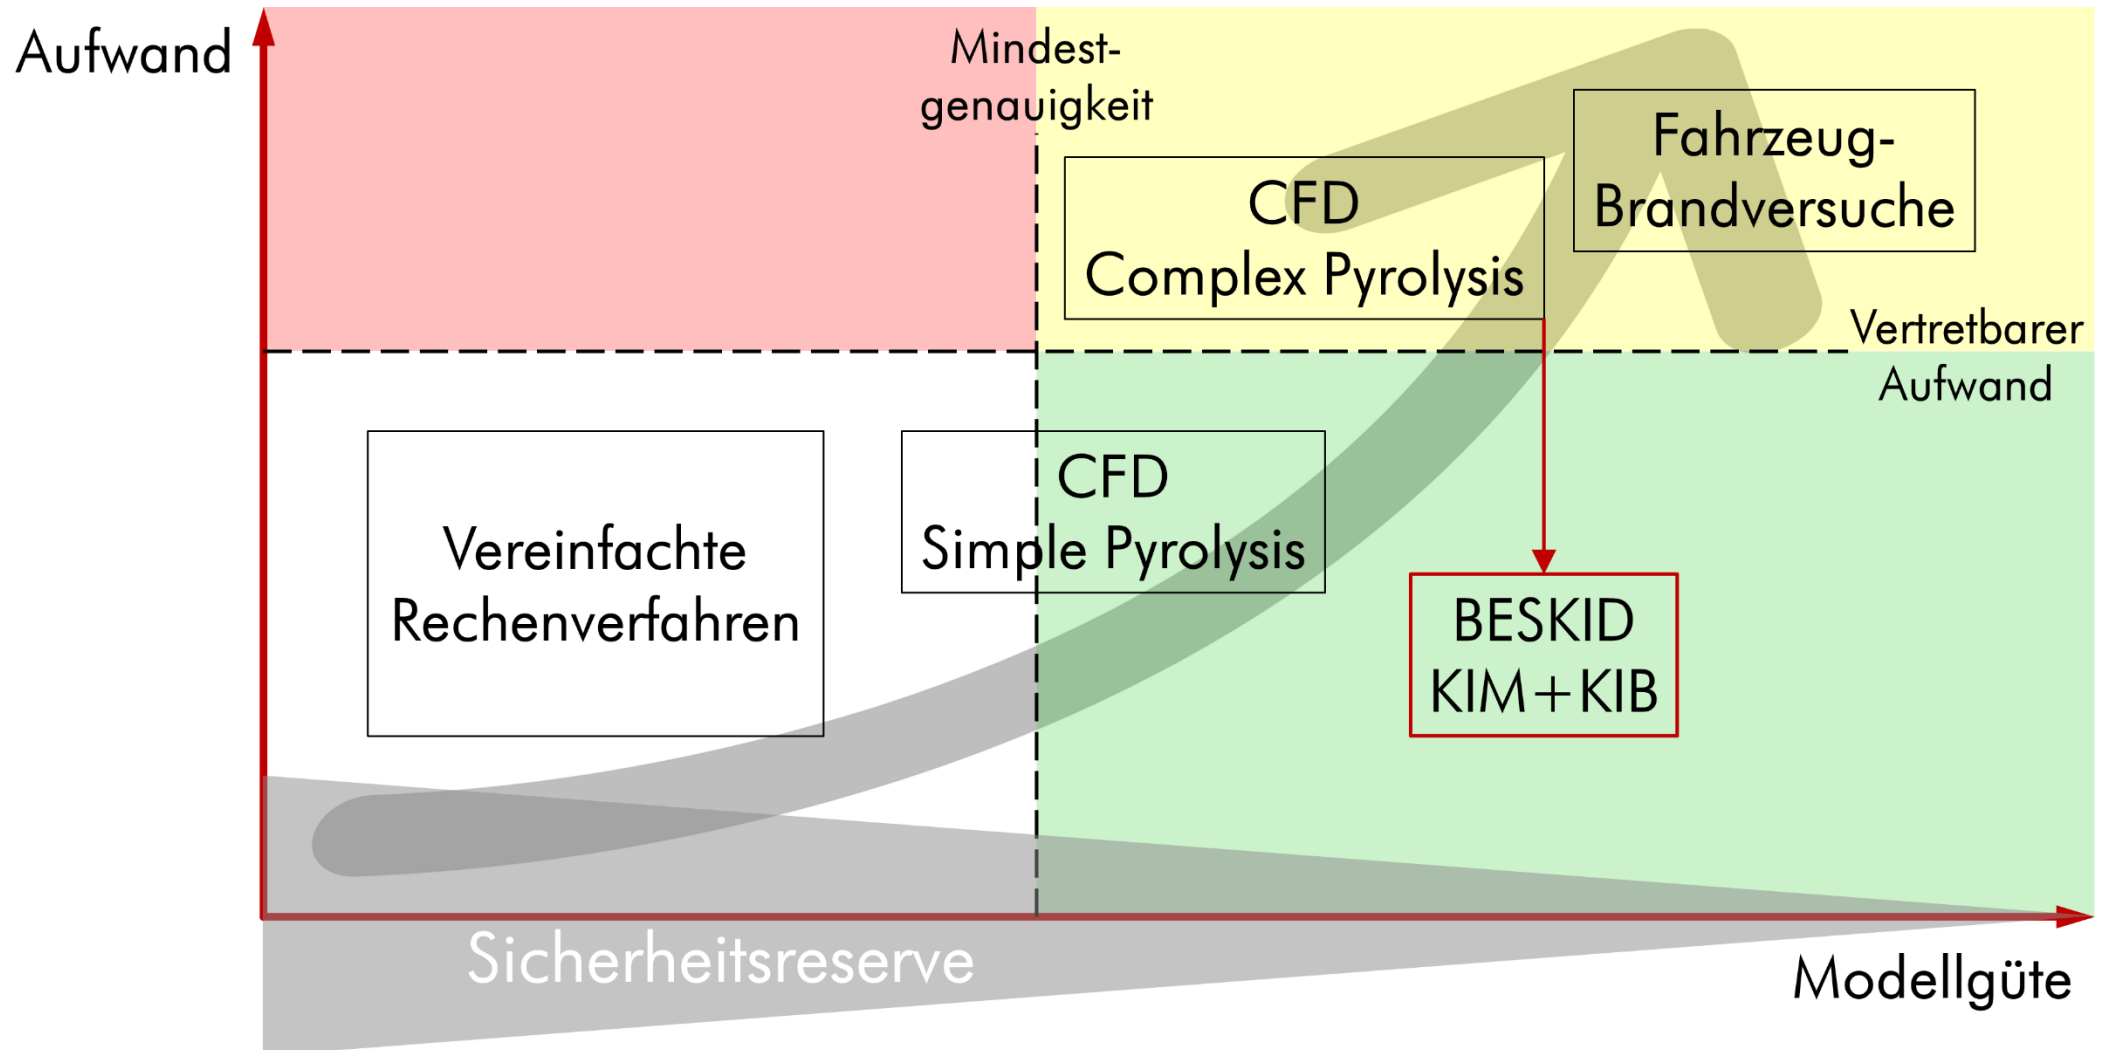 Aufwand
Mindest-
genauigkeit
Fahrzeug-
Brandversuche
CFD
Complex Pyrolysis
Vertretbarer
Aufwand
CFD
Simple Pyrolysis
Vereinfachte
Rechenverfahren
BESKID
KIM+KIB
Sicherheitsreserve
Modellgüte